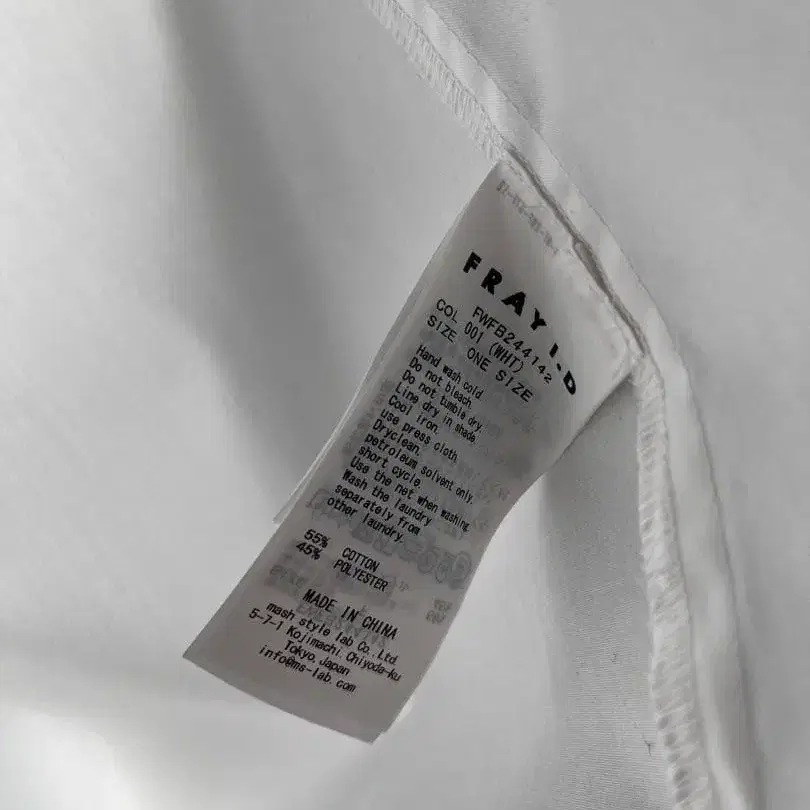 FRAY I.D
FWFB244142
COL 001 (WHT)
SIZE ONE SIZE
Hand wash cold.
Do not bleach.
Do not tumble dry.
Line dry in shade.
Cool iron.
use press cloth.
Dryclean.
petroleum solvent only.
short cycle.
Use the net when washing.
Wash the laundry
separately from
other laundry.
55% COTTON
45% POLYESTER
MADE IN CHINA
mash style lab Co., Ltd.
5-7-1 Kojimachi, Chiyoda-ku
Tokyo, Japan
info@ms-lab.com